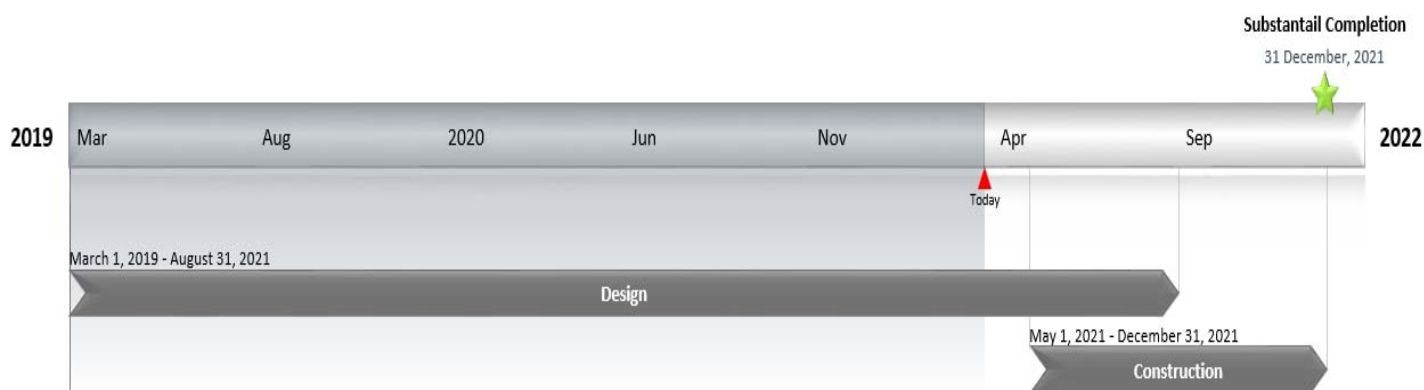 Substantail Completion
31 December, 2021
2019 Mar Aug 2020 Jun Nov Apr Sep 2022
Today
March 1, 2019 - August 31, 2021
Design
May 1, 2021 - December 31, 2021
Construction